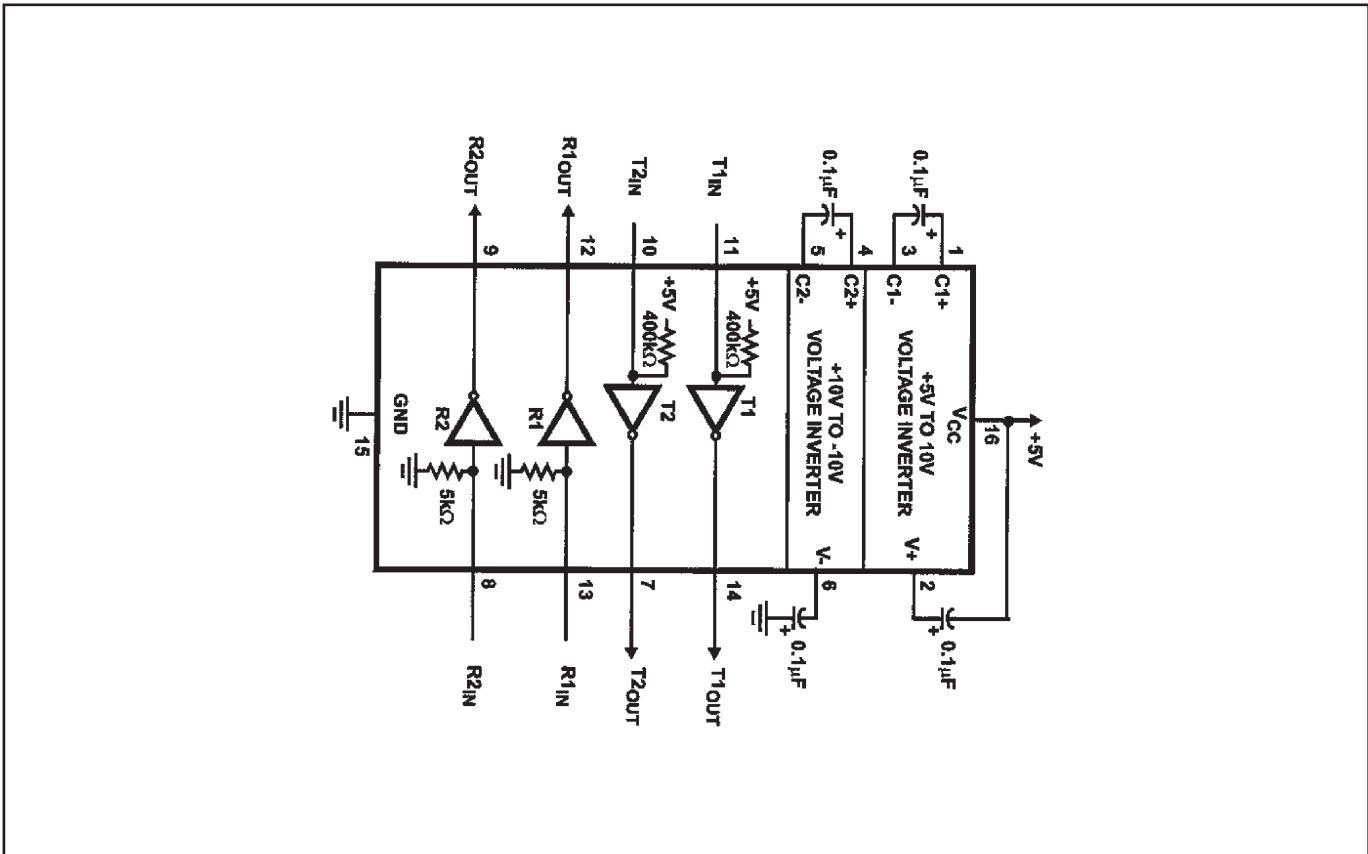 +5V
16
VCC
1
C1+
0.1µF
+
3
C1-
+5V TO 10V
VOLTAGE INVERTER
V+
2
+
0.1µF
4
C2+
0.1µF
+
5
C2-
+10V TO -10V
VOLTAGE INVERTER
V-
6
+
0.1µF
T1IN
11
+5V
400kΩ
T1
14
T1OUT
T2IN
10
+5V
400kΩ
T2
7
T2OUT
R1OUT
12
R1
5kΩ
13
R1IN
R2OUT
9
R2
5kΩ
8
R2IN
GND
15